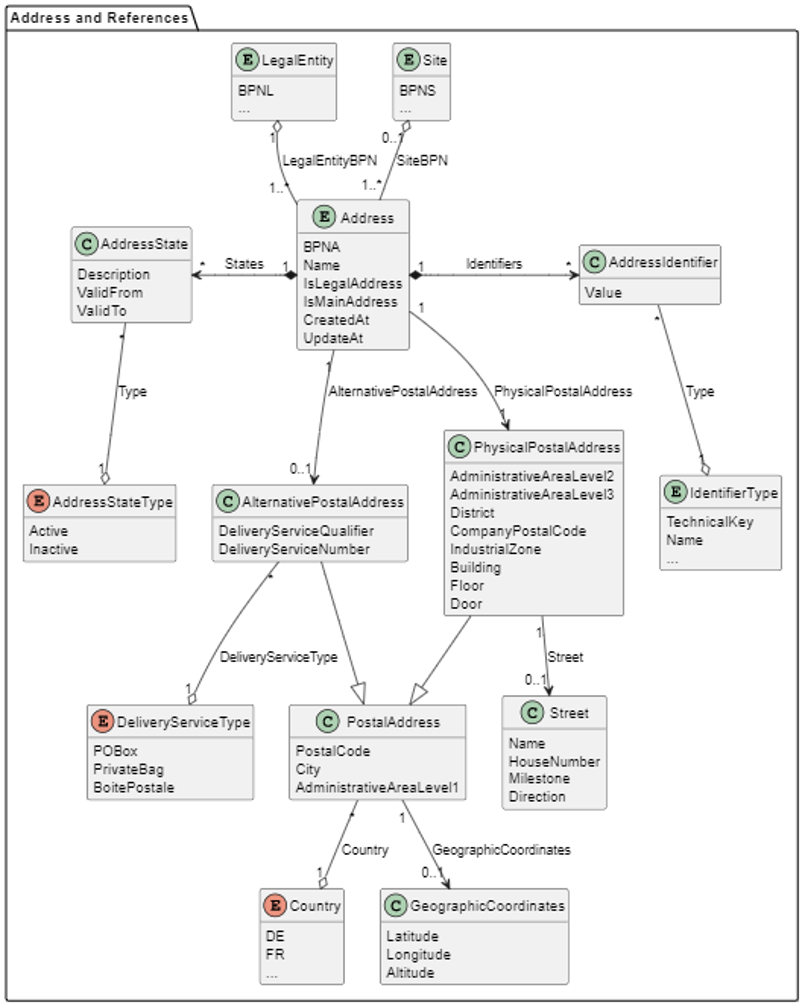 Address and References
E LegalEntity
BPNL
...
E Site
BPNS
...
1
0..1
LegalEntityBPN
SiteBPN
1..*
1..*
E Address
BPNA
Name
IsLegalAddress
IsMainAddress
CreatedAt
UpdateAt
C AddressState
Description
ValidFrom
ValidTo
* States 1
1 Identifiers *
C AddressIdentifier
Value
1
1
*
*
Type
AlternativePostalAddress
PhysicalPostalAddress
Type
1
0..1
1
1
E AddressStateType
Active
Inactive
C AlternativePostalAddress
DeliveryServiceQualifier
DeliveryServiceNumber
C PhysicalPostalAddress
AdministrativeAreaLevel2
AdministrativeAreaLevel3
District
CompanyPostalCode
IndustrialZone
Building
Floor
Door
E IdentifierType
TechnicalKey
Name
...
*
DeliveryServiceType
1
1
Street
0..1
E DeliveryServiceType
POBox
PrivateBag
BoitePostale
C PostalAddress
PostalCode
City
AdministrativeAreaLevel1
C Street
Name
HouseNumber
Milestone
Direction
*
1
Country
GeographicCoordinates
1
0..1
E Country
DE
FR
...
C GeographicCoordinates
Latitude
Longitude
Altitude